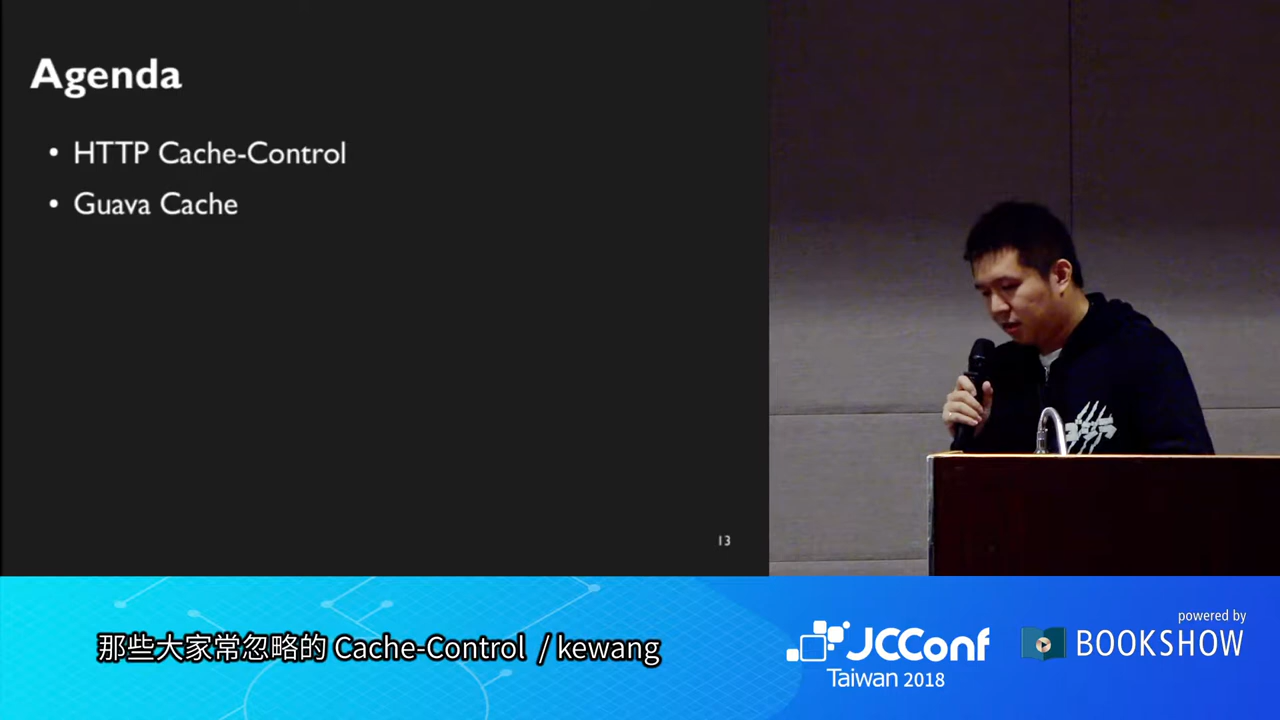 Agenda
• HTTP Cache-Control
• Guava Cache
13
那些大家常忽略的 Cache-Control / kewang
JCConf
Taiwan 2018
powered by
BOOKSHOW